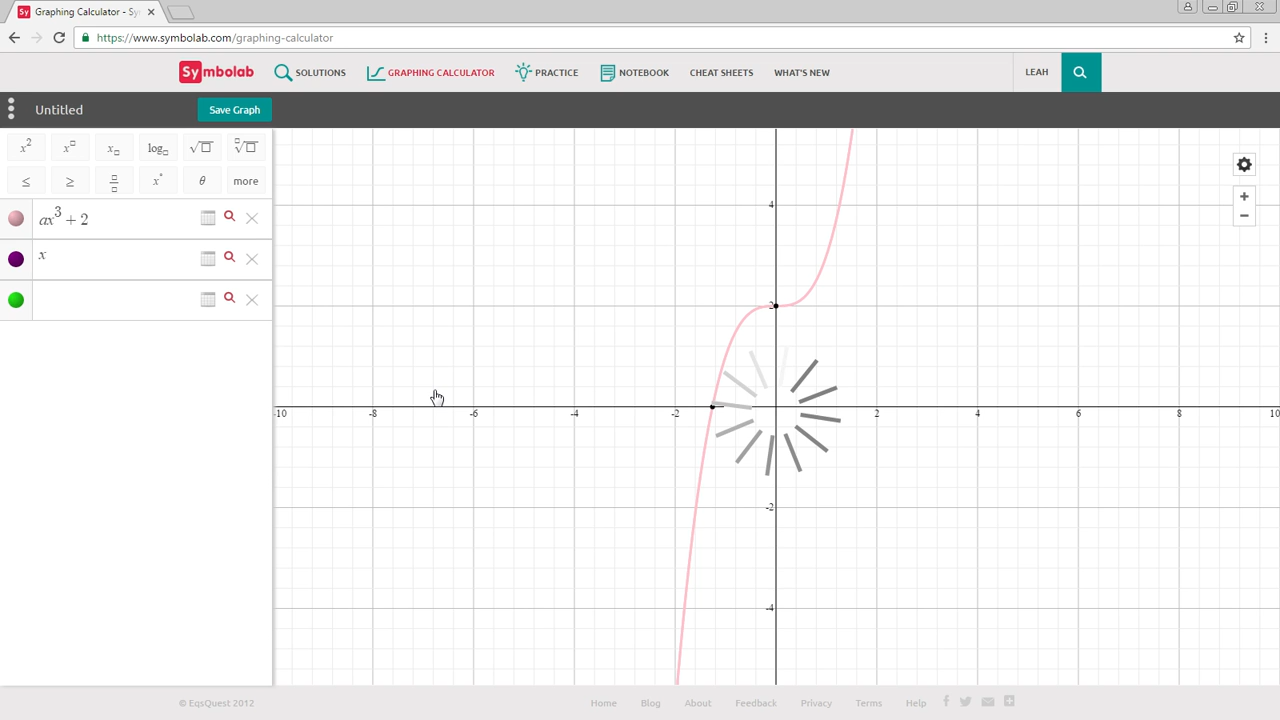 Graphing Calculator - Sy
https://www.symbolab.com/graphing-calculator
Symbolab
SOLUTIONS
GRAPHING CALCULATOR
PRACTICE
NOTEBOOK
CHEAT SHEETS
WHAT'S NEW
LEAH
Untitled
Save Graph
x² x□ x□ log□ √□ □√□
≤ ≥ □/□ x° θ more
ax³ + 2
x
4
2
-10 -8 -6 -4 -2 2 4 6 8 10
-2
-4
© EqsQuest 2012
Home Blog About Feedback Privacy Terms Help